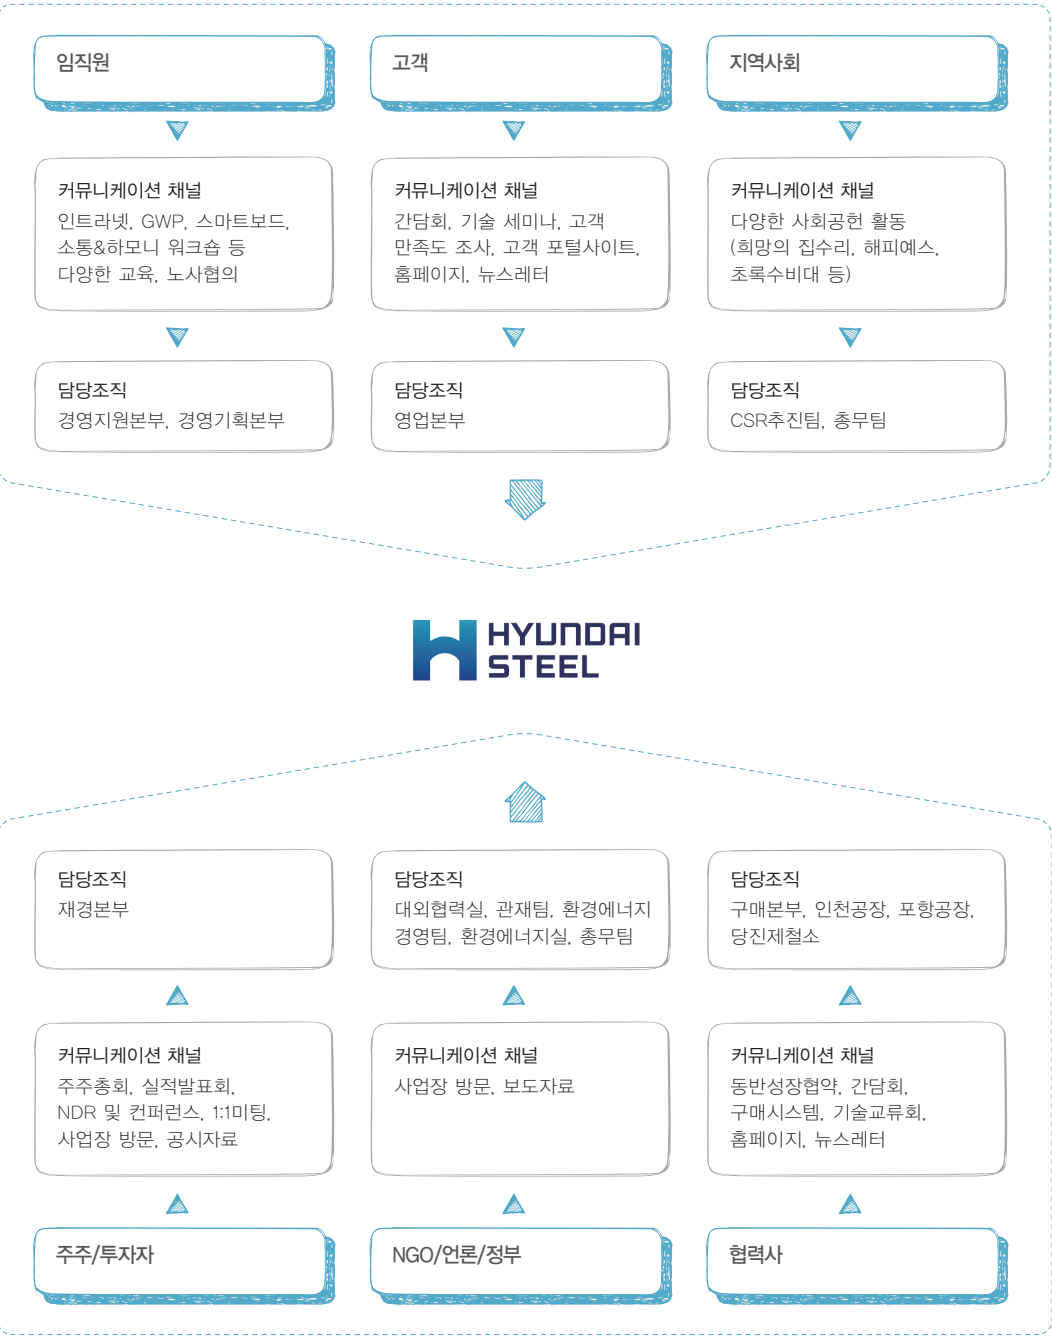 임직원
고객
지역사회
커뮤니케이션 채널
인트라넷, GWP, 스마트보드,
소통&하모니 워크숍 등
다양한 교육, 노사협의
커뮤니케이션 채널
간담회, 기술 세미나, 고객
만족도 조사, 고객 포털사이트,
홈페이지, 뉴스레터
커뮤니케이션 채널
다양한 사회공헌 활동
(희망의 집수리, 해피예스,
초록수비대 등)
담당조직
경영지원본부, 경영기획본부
담당조직
영업본부
담당조직
CSR추진팀, 총무팀
HYUNDAI
STEEL
담당조직
재경본부
담당조직
대외협력실, 관재팀, 환경에너지
경영팀, 환경에너지실, 총무팀
담당조직
구매본부, 인천공장, 포항공장,
당진제철소
커뮤니케이션 채널
주주총회, 실적발표회,
NDR 및 컨퍼런스, 1:1미팅,
사업장 방문, 공시자료
커뮤니케이션 채널
사업장 방문, 보도자료
커뮤니케이션 채널
동반성장협약, 간담회,
구매시스템, 기술교류회,
홈페이지, 뉴스레터
주주/투자자
NGO/언론/정부
협력사